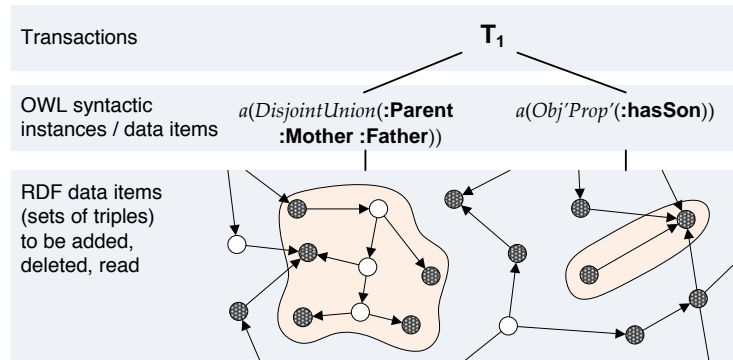 Transactions
T1
OWL syntactic
instances / data items
a(DisjointUnion(:Parent
:Mother :Father))
a(Obj'Prop'(:hasSon))
RDF data items
(sets of triples)
to be added,
deleted, read